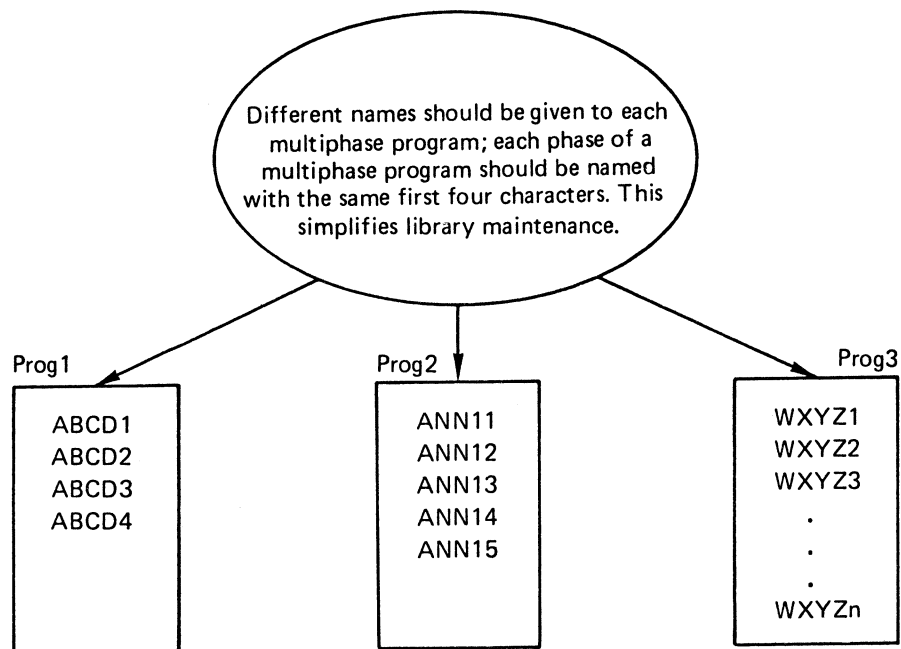 Different names should be given to each
multiphase program; each phase of a
multiphase program should be named
with the same first four characters. This
simplifies library maintenance.
Prog1
ABCD1
ABCD2
ABCD3
ABCD4
Prog2
ANN11
ANN12
ANN13
ANN14
ANN15
Prog3
WXYZ1
WXYZ2
WXYZ3
.
.
.
WXYZn